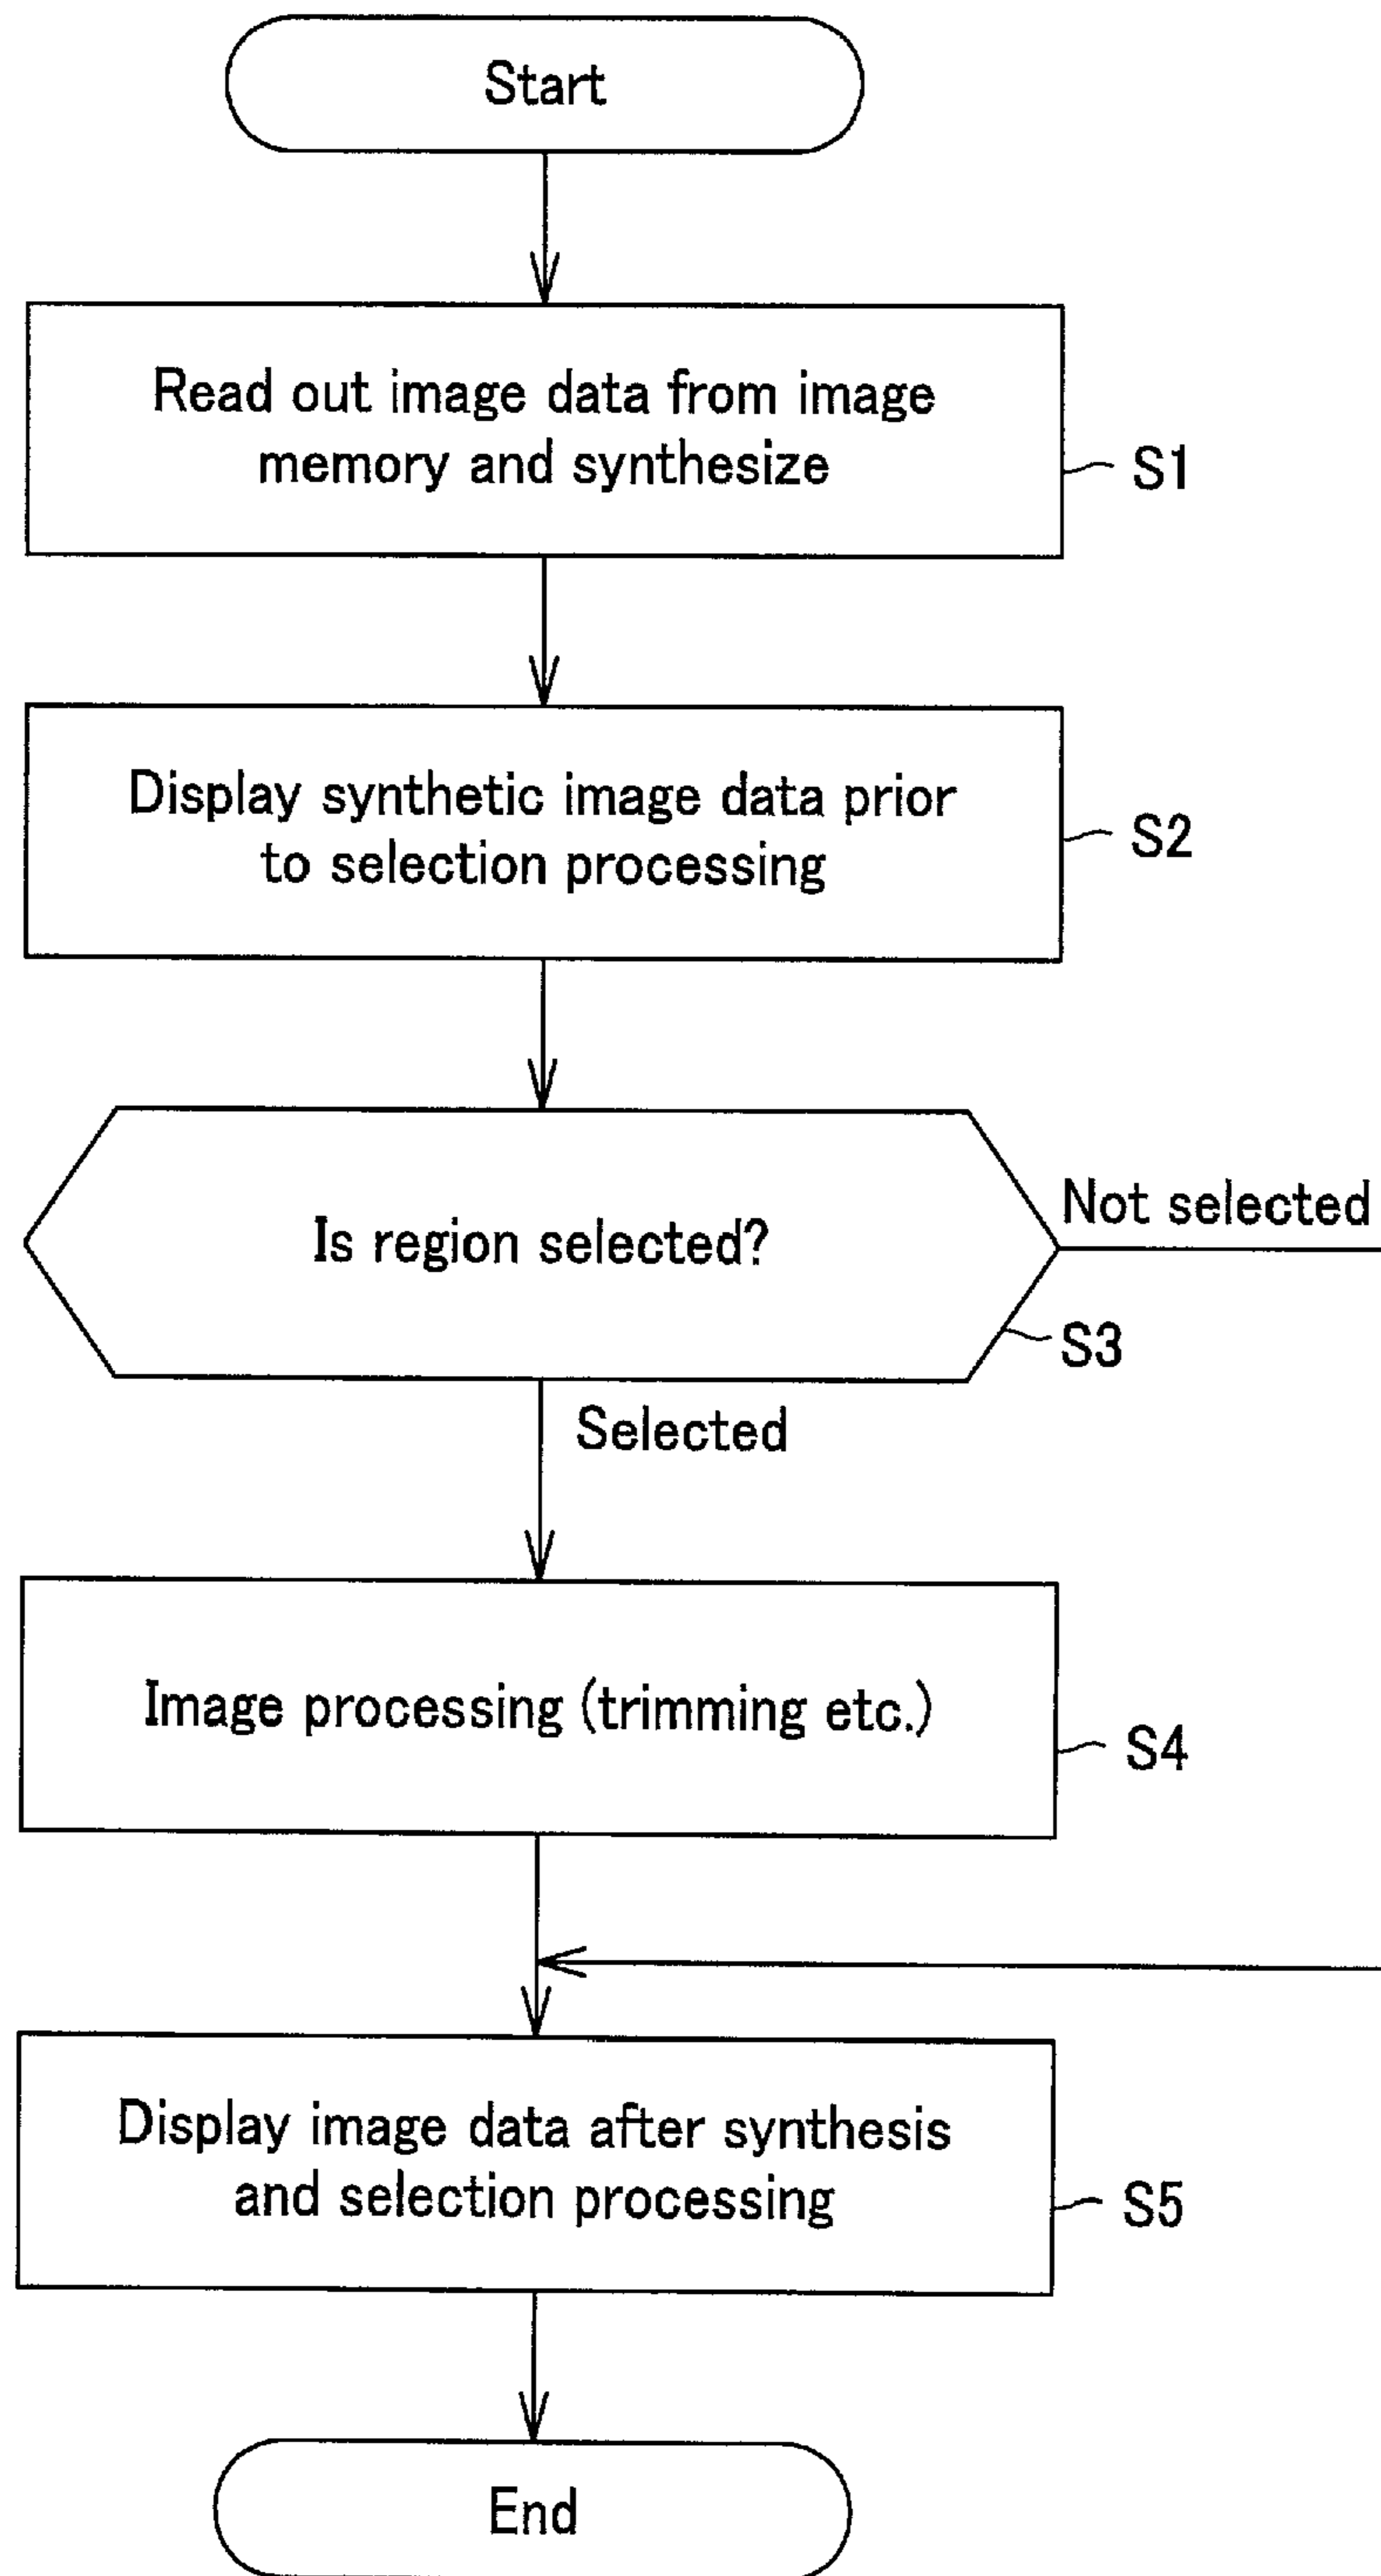 Start
Read out image data from image
memory and synthesize
S1
Display synthetic image data prior
to selection processing
S2
Is region selected?
Not selected
S3
Selected
Image processing (trimming etc.)
S4
Display image data after synthesis
and selection processing
S5
End